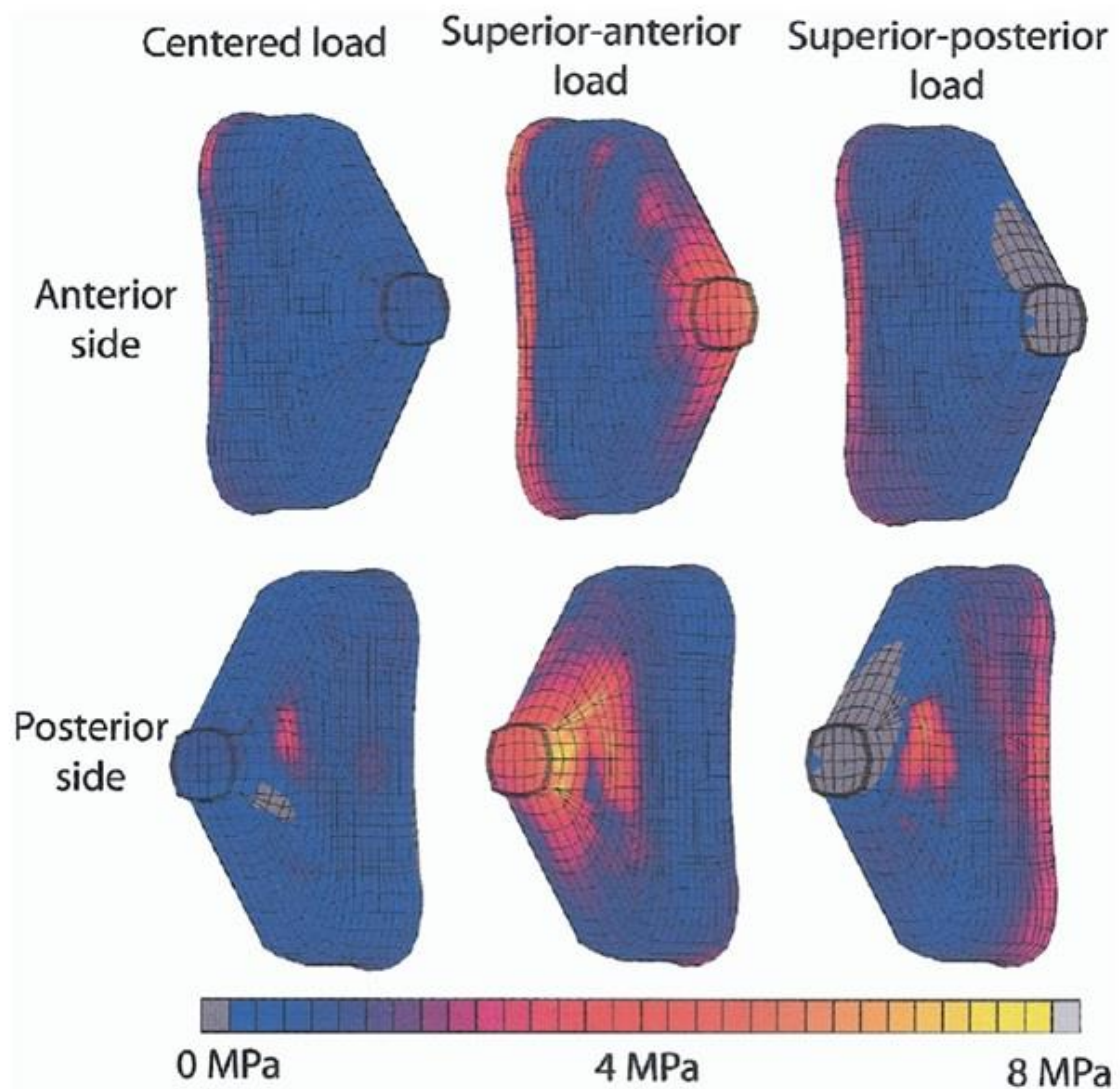 Centered load
Superior-anterior
load
Superior-posterior
load
Anterior
side
Posterior
side
0 MPa
4 MPa
8 MPa